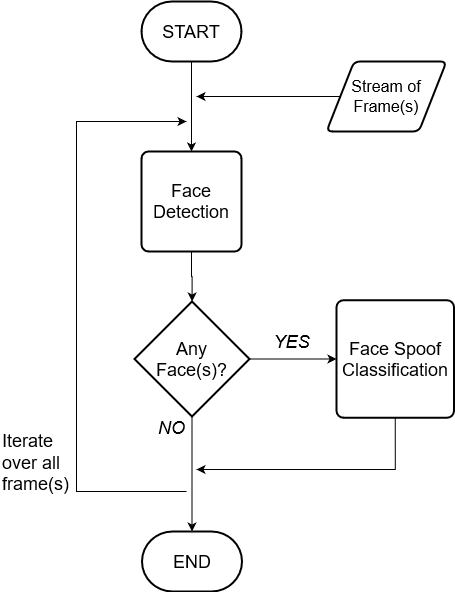 START
Stream of
Frame(s)
Face
Detection
Any
Face(s)?
YES
Face Spoof
Classification
NO
Iterate
over all
frame(s)
END